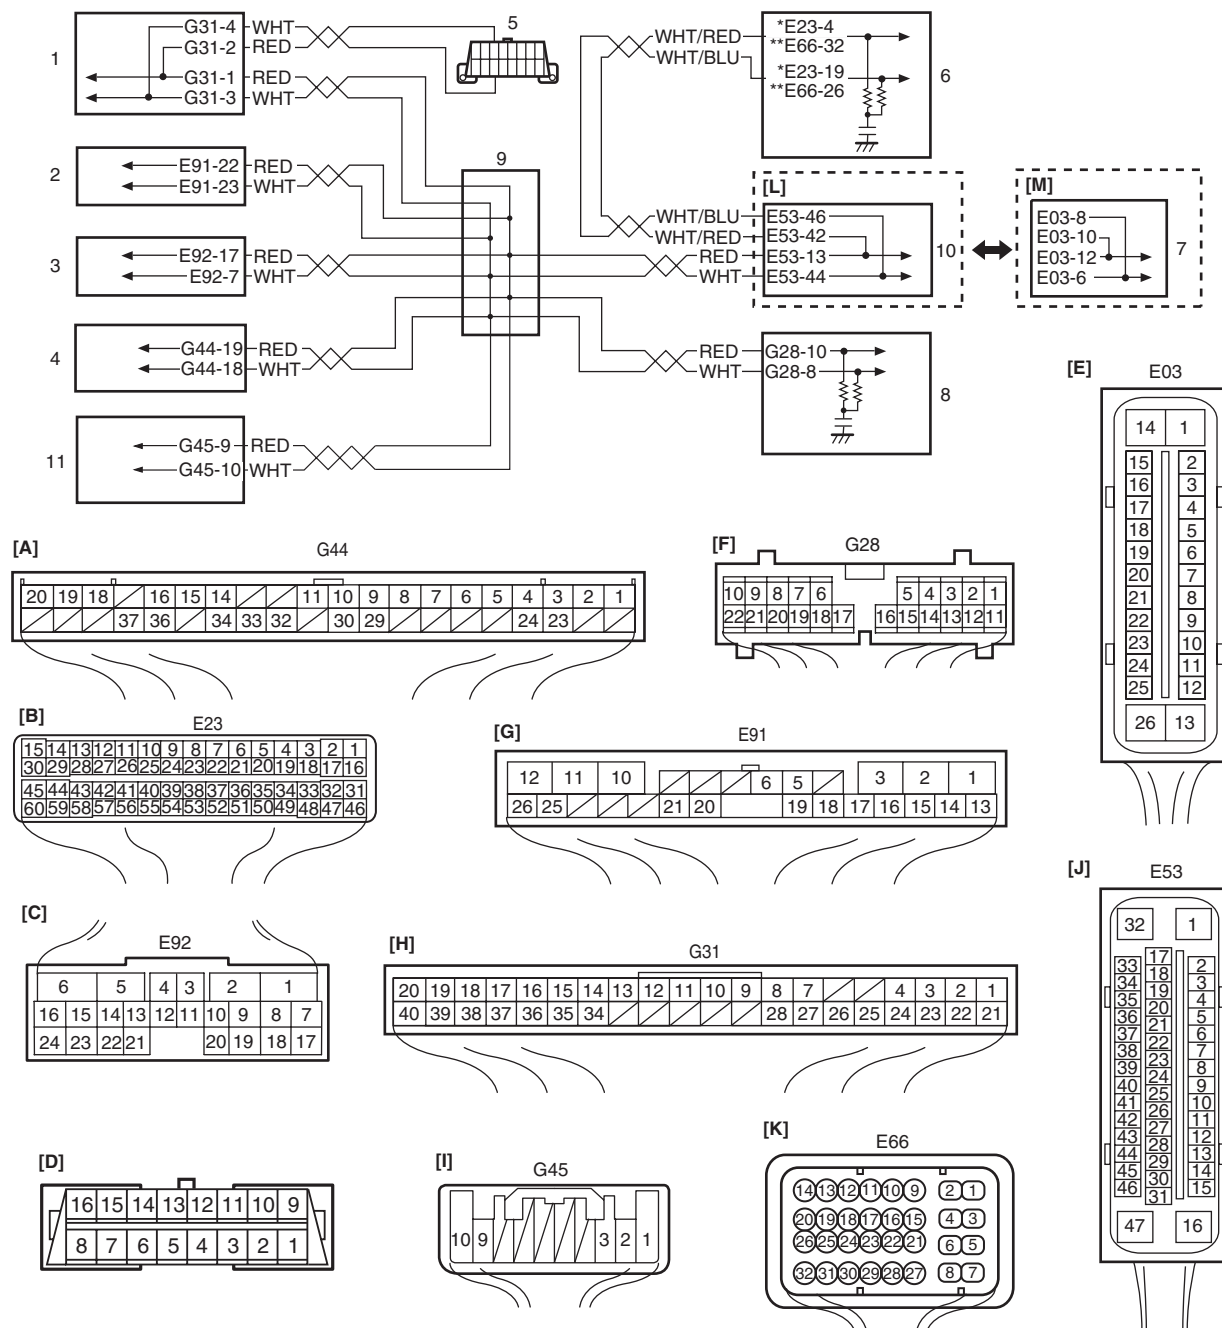 1
G31-4 WHT
G31-2 RED
G31-1 RED
G31-3 WHT
5
WHT/RED *E23-4
**E66-32
WHT/BLU *E23-19
**E66-26
6
2
E91-22 RED
E91-23 WHT
9
[L]
WHT/BLU E53-46
WHT/RED E53-42
RED E53-13
WHT E53-44
10
[M]
E03-8
E03-10
E03-12
E03-6
7
3
E92-17 RED
E92-7 WHT
4
G44-19 RED
G44-18 WHT
RED G28-10
WHT G28-8
8
11
G45-9 RED
G45-10 WHT
[E] E03
14 1
15 2
16 3
17 4
18 5
19 6
20 7
21 8
22 9
23 10
24 11
25 12
26 13
[A] G44
20 19 18 16 15 14 11 10 9 8 7 6 5 4 3 2 1
37 36 34 33 32 30 29 24 23
[F] G28
10 9 8 7 6 5 4 3 2 1
22 21 20 19 18 17 16 15 14 13 12 11
[B] E23
15 14 13 12 11 10 9 8 7 6 5 4 3 2 1
30 29 28 27 26 25 24 23 22 21 20 19 18 17 16
45 44 43 42 41 40 39 38 37 36 35 34 33 32 31
60 59 58 57 56 55 54 53 52 51 50 49 48 47 46
[G] E91
12 11 10 6 5 3 2 1
26 25 21 20 19 18 17 16 15 14 13
[C] E92
6 5 4 3 2 1
16 15 14 13 12 11 10 9 8 7
24 23 22 21 20 19 18 17
[H] G31
20 19 18 17 16 15 14 13 12 11 10 9 8 7 4 3 2 1
40 39 38 37 36 35 34 28 27 26 25 24 23 22 21
[J] E53
32 1
17
33 18 2
34 19 3
35 20 4
36 21 5
37 22 6
38 23 7
39 24 8
40 25 9
41 26 10
42 27 11
43 28 12
44 29 13
45 30 14
46 31 15
47 16
[D]
16 15 14 13 12 11 10 9
8 7 6 5 4 3 2 1
[I] G45
10 9 3 2 1
[K] E66
14 13 12 11 10 9 2 1
20 19 18 17 16 15 4 3
26 25 24 23 22 21 6 5
32 31 30 29 28 27 8 7